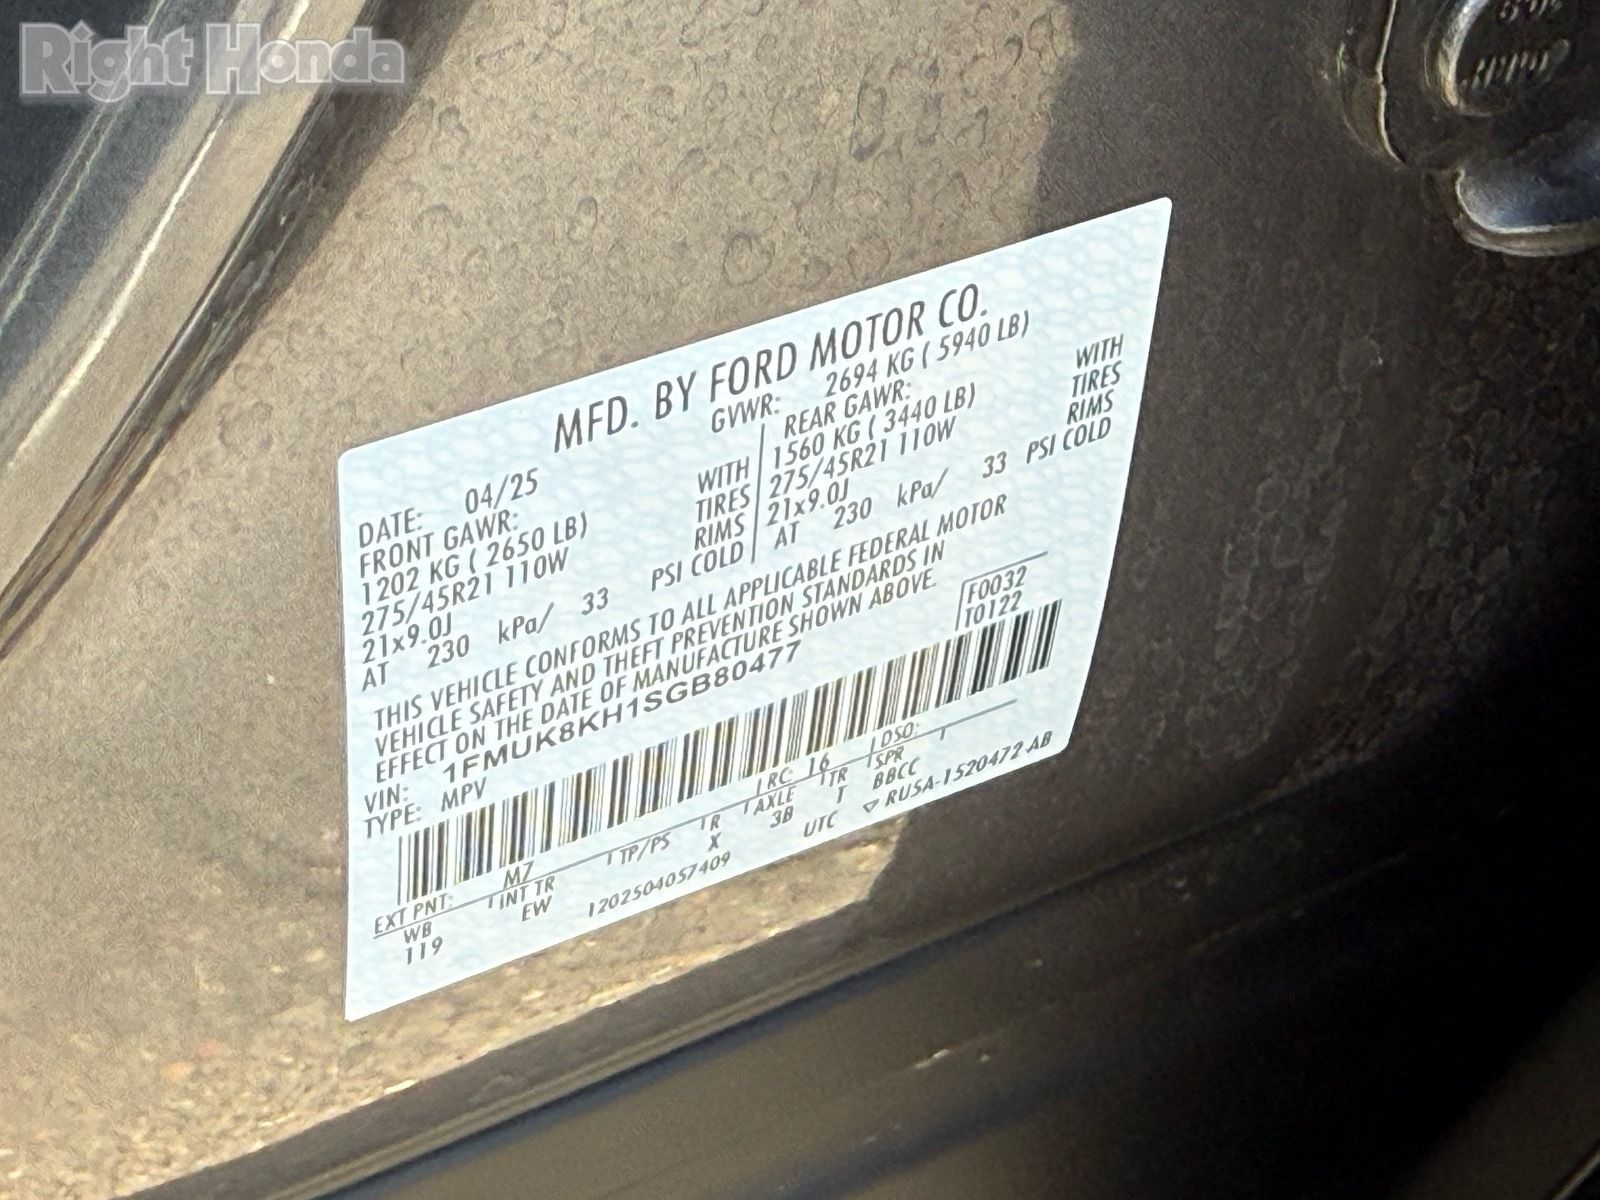 Right Honda
MFD. BY FORD MOTOR CO.
DATE: 04/25 GVWR: 2694 KG ( 5940 LB)
FRONT GAWR: REAR GAWR:
1202 KG ( 2650 LB) WITH 1560 KG ( 3440 LB) WITH
275/45R21 110W TIRES 275/45R21 110W TIRES
21x9.0J RIMS 21x9.0J RIMS
AT 230 kPa/ 33 PSI COLD AT 230 kPa/ 33 PSI COLD
THIS VEHICLE CONFORMS TO ALL APPLICABLE FEDERAL MOTOR
VEHICLE SAFETY AND THEFT PREVENTION STANDARDS IN
EFFECT ON THE DATE OF MANUFACTURE SHOWN ABOVE.
VIN: 1FMUK8KH1SGB80477 F0032
TYPE: MPV T0122
EXT PNT: M7 RC: 16 DSO:
WB INT TR TP/PS R AXLE TR SPR
119 EW X 3B T BBCC
1202504057409 UTC ▽ RUSA-1520472-AB